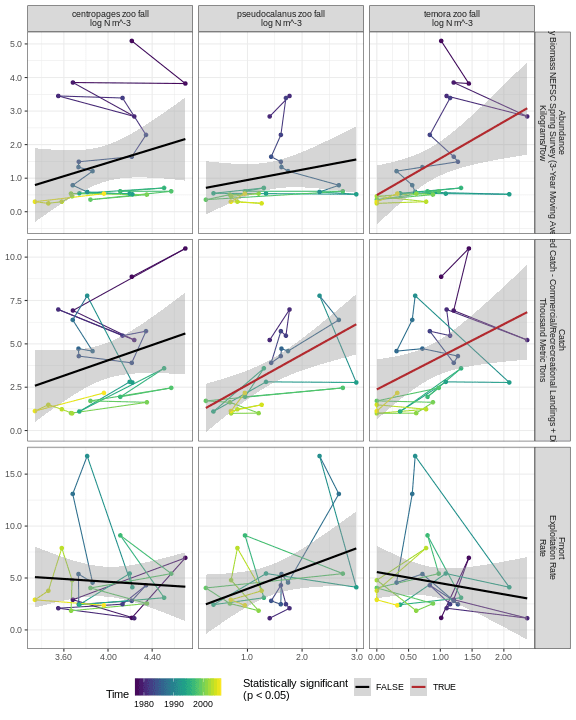 centropages zoo fall
log N m^-3
pseudocalanus zoo fall
log N m^-3
temora zoo fall
log N m^-3
5.0
4.0
3.0
2.0
1.0
0.0
Abundance
Biomass NEFSC Spring Survey (3-Year Moving
Kilograms/tow
10.0
7.5
5.0
2.5
0.0
Catch
Catch - Commercial/Recreational Landings + D
Thousand Metric Tons
15.0
10.0
5.0
0.0
Fmort
Exploitation Rate
Rate
3.60 4.00 4.40
1.0 2.0 3.0
0.00 0.50 1.00 1.50 2.00
Time
1980 1990 2000
Statistically significant
(p < 0.05)
FALSE
TRUE